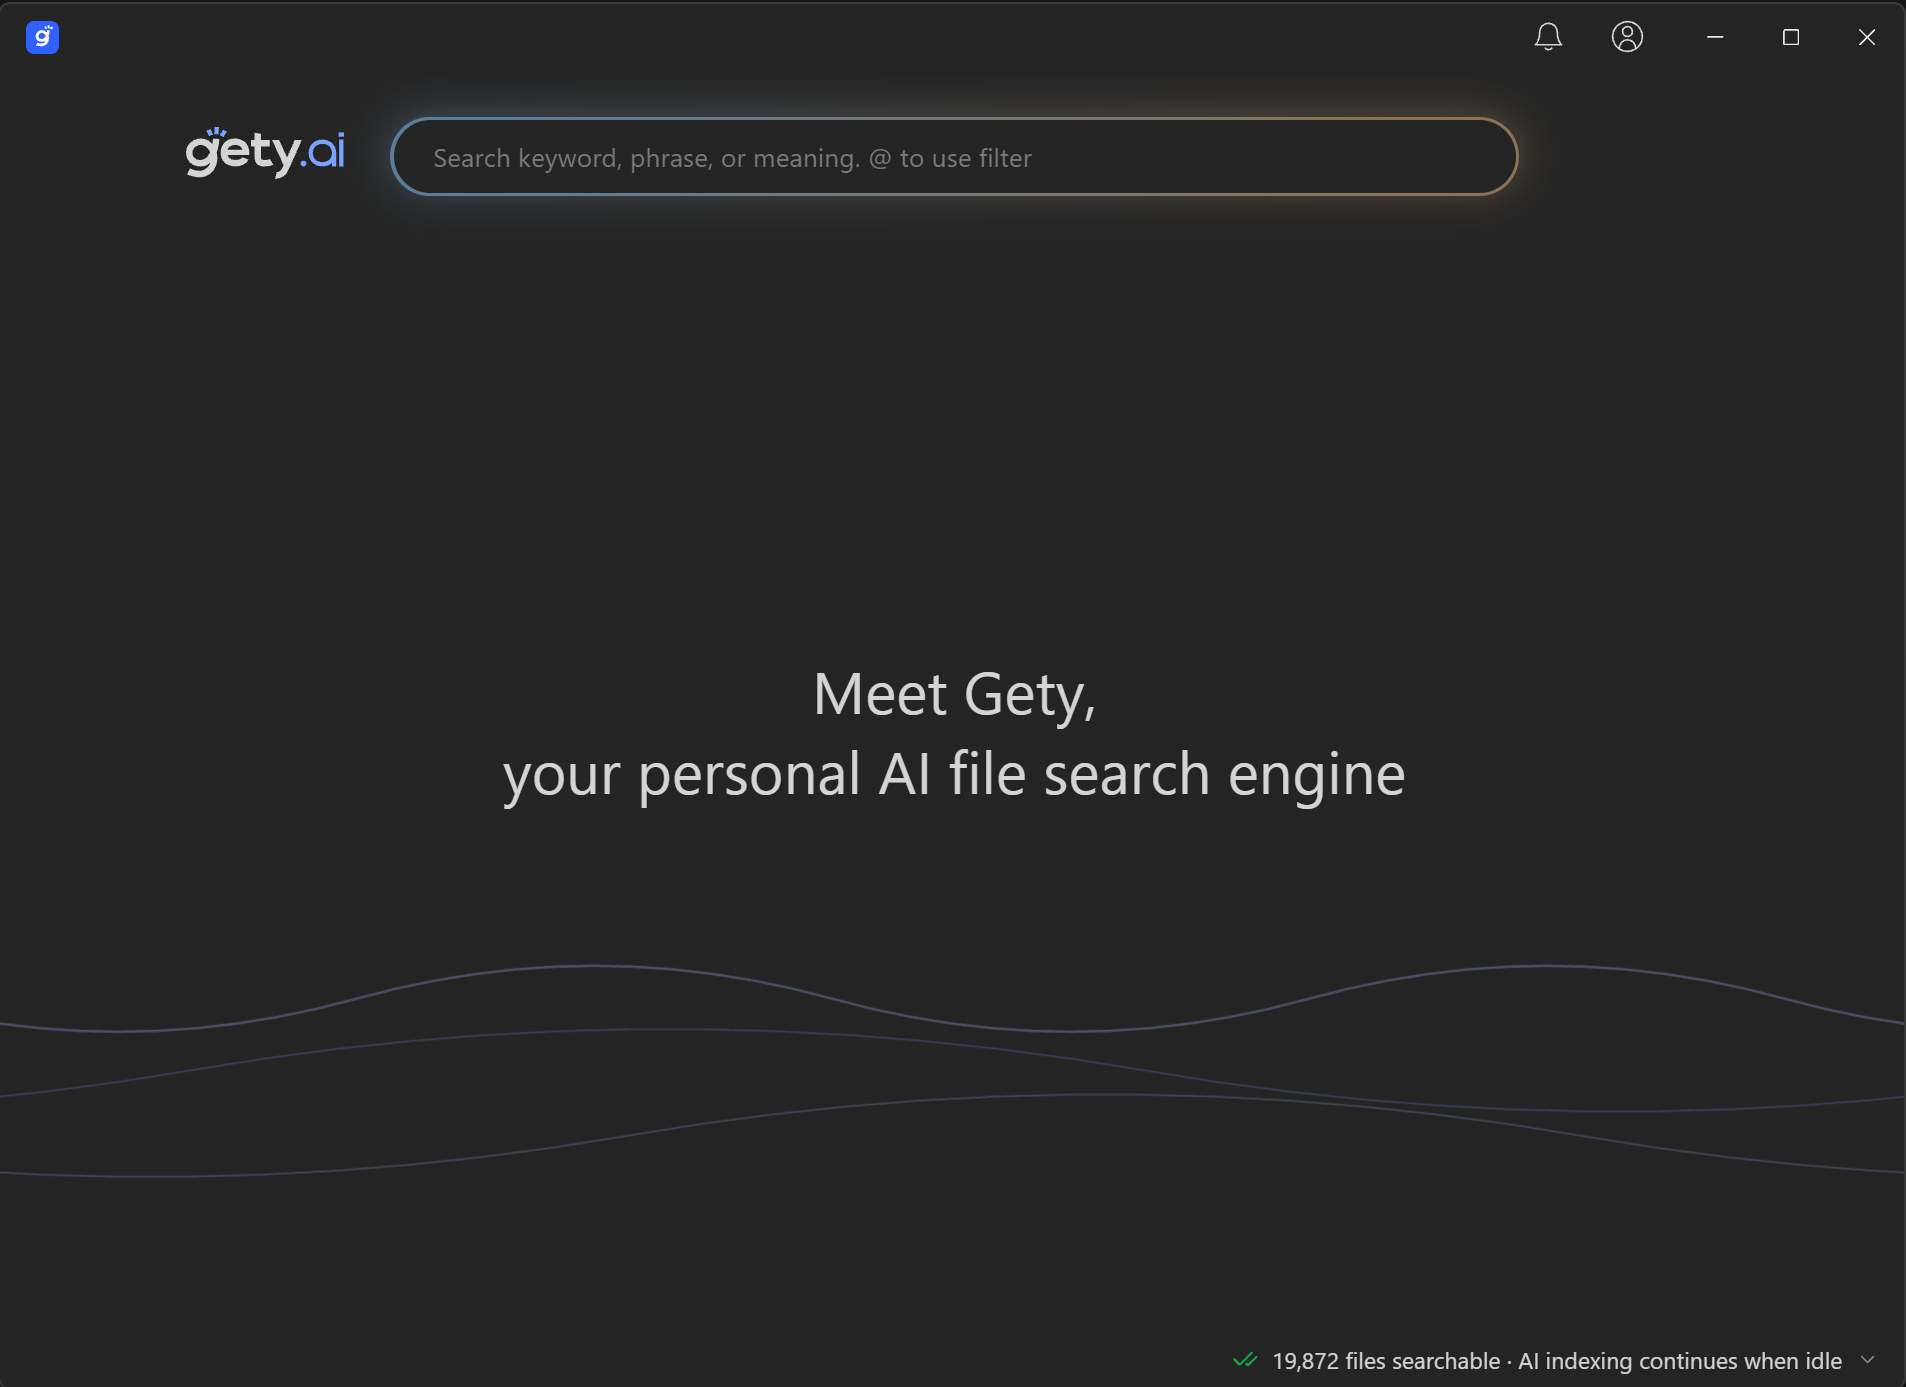 g
gety.ai
Search keyword, phrase, or meaning. @ to use filter
Meet Gety,
your personal AI file search engine
19,872 files searchable · AI indexing continues when idle